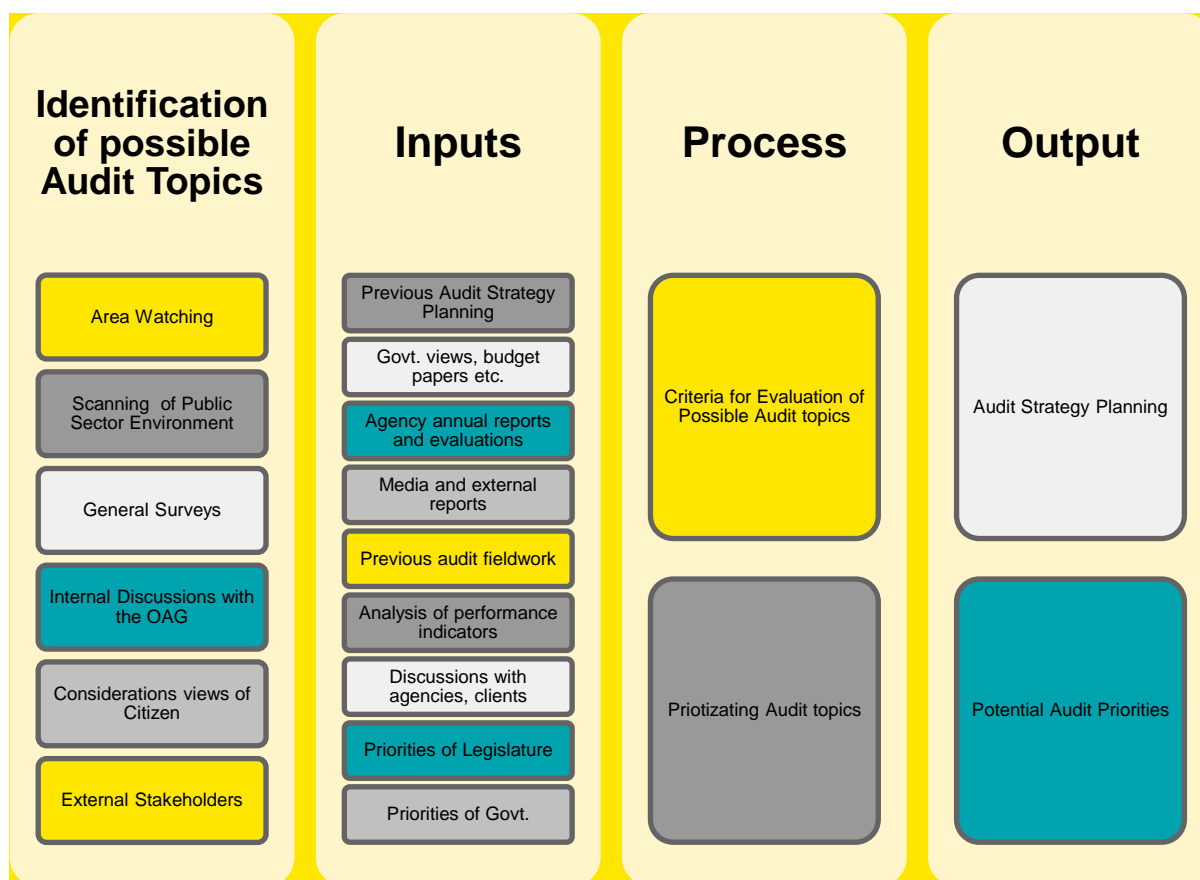 Identification
of possible
Audit Topics
Area Watching
Scanning of Public
Sector Environment
General Surveys
Internal Discussions with
the OAG
Considerations views of
Citizen
External Stakeholders
Inputs
Previous Audit Strategy
Planning
Govt. views, budget
papers etc.
Agency annual reports
and evaluations
Media and external
reports
Previous audit fieldwork
Analysis of performance
indicators
Discussions with
agencies, clients
Priorities of Legislature
Priorities of Govt.
Process
Criteria for Evaluation of
Possible Audit topics
Priotizating Audit topics
Output
Audit Strategy Planning
Potential Audit Priorities